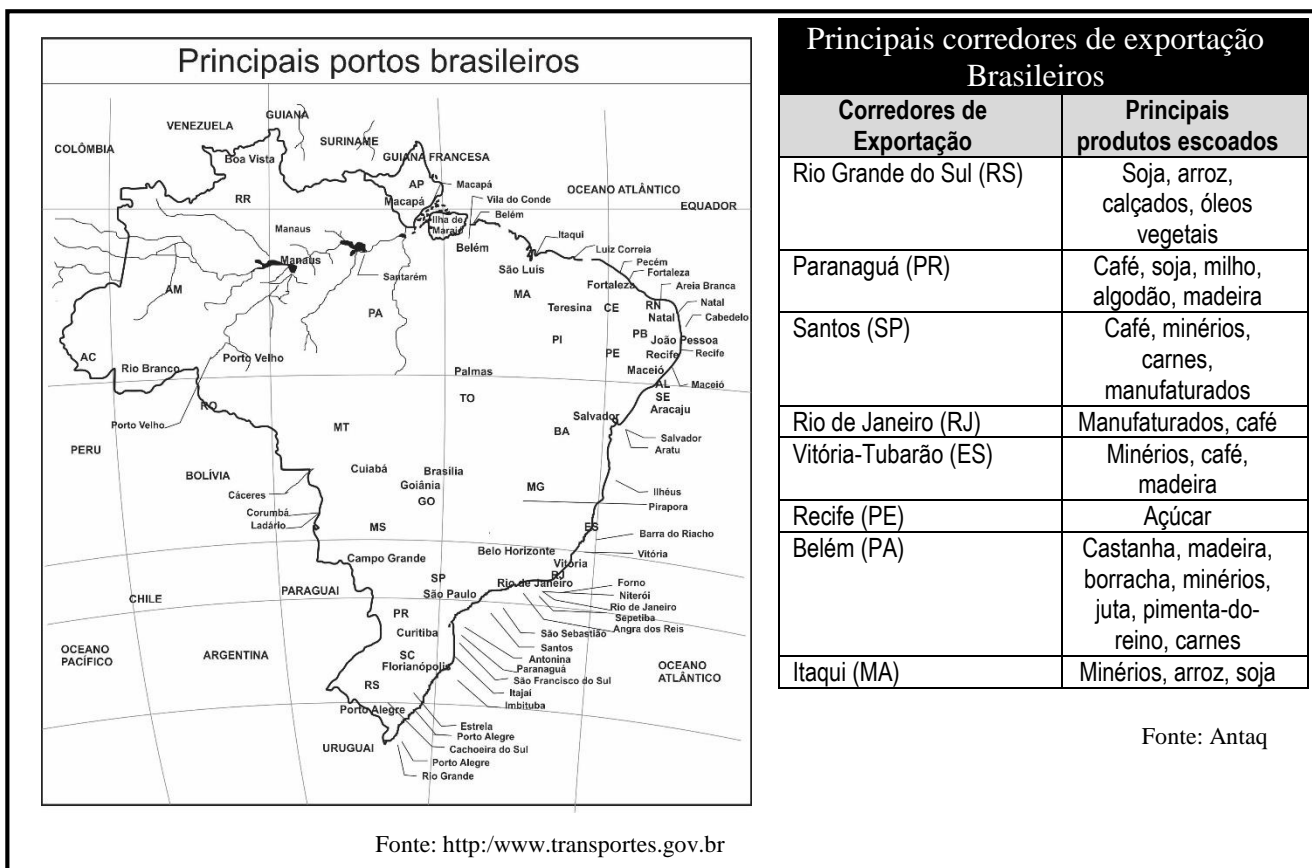 Principais portos brasileiros
GUIANA
VENEZUELA
SURINAME
COLÔMBIA
GUIANA FRANCESA
Boa Vista
AP
Macapá
OCEANO ATLÂNTICO
RR
Macapá
Vila do Conde
EQUADOR
Belém
Ilha de
Marajó
Manaus
Belém
Itaqui
Luiz Correia
Manaus
Pecém
São Luís
Fortaleza
Santarém
Fortaleza
Areia Branca
AM
MA
PA
Teresina
CE
RN
Natal
Natal
Cabedelo
PI
PB
João Pessoa
AC
Porto Velho
PE
Recife
Recife
Rio Branco
Palmas
Maceió
Maceió
AL
TO
SE
RO
Aracaju
Salvador
Porto Velho
MT
BA
Salvador
PERU
Aratu
BOLÍVIA
Cuiabá
Brasília
Goiânia
MG
Ilhéus
Cáceres
GO
Pirapora
Corumbá
Ladário
MS
ES
Barra do Riacho
Campo Grande
Belo Horizonte
Vitória
Vitória
RJ
SP
Rio de Janeiro
Forno
PARAGUAI
São Paulo
Niterói
CHILE
Rio de Janeiro
PR
Sepetiba
Angra dos Reis
Curitiba
São Sebastião
OCEANO
PACÍFICO
ARGENTINA
SC
Santos
Florianópolis
Antonina
OCEANO
ATLÂNTICO
Paranaguá
RS
São Francisco do Sul
Itajaí
Imbituba
Porto Alegre
Estrela
Porto Alegre
URUGUAI
Cachoeira do Sul
Porto Alegre
Rio Grande
Fonte: http:/www.transportes.gov.br
Principais corredores de exportação
Brasileiros
Corredores de
Exportação
Principais
produtos escoados
Rio Grande do Sul (RS)
Soja, arroz,
calçados, óleos
vegetais
Paranaguá (PR)
Café, soja, milho,
algodão, madeira
Santos (SP)
Café, minérios,
carnes,
manufaturados
Rio de Janeiro (RJ)
Manufaturados, café
Vitória-Tubarão (ES)
Minérios, café,
madeira
Recife (PE)
Açúcar
Belém (PA)
Castanha, madeira,
borracha, minérios,
juta, pimenta-do-
reino, carnes
Itaqui (MA)
Minérios, arroz, soja
Fonte: Antaq